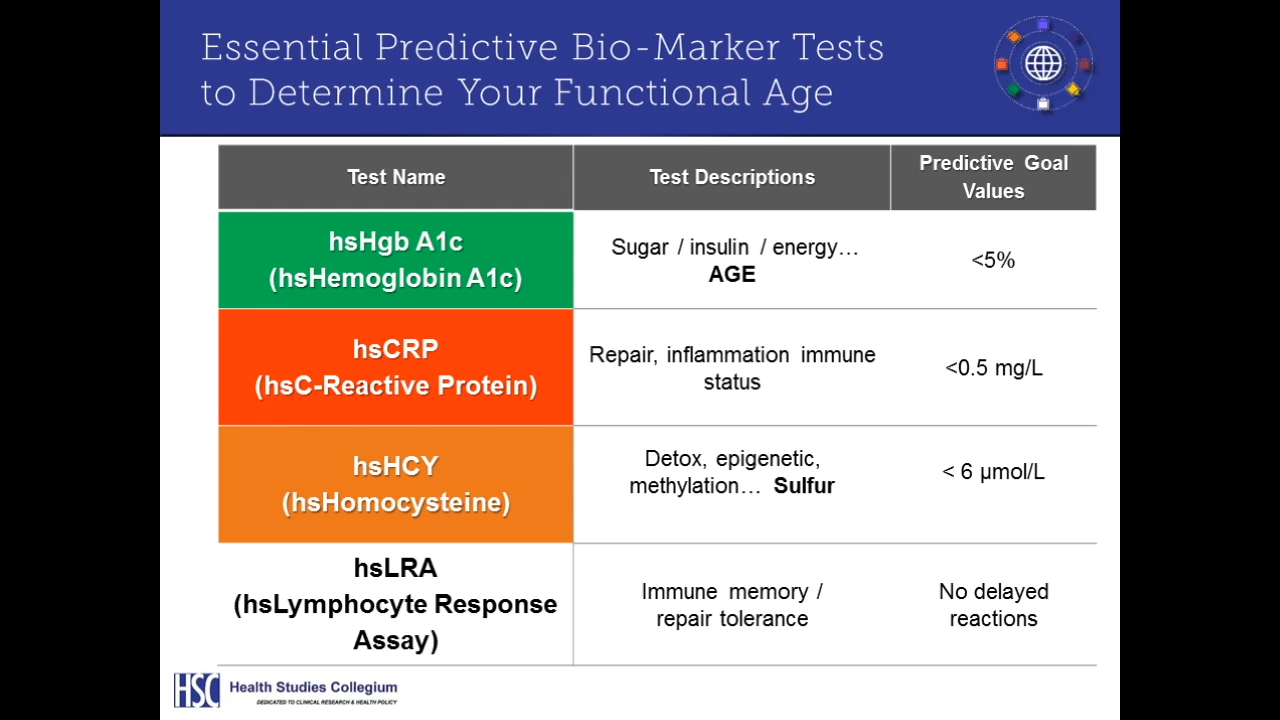 Essential Predictive Bio-Marker Tests
to Determine Your Functional Age
Test Name
Test Descriptions
Predictive Goal
Values
hsHgb A1c
(hsHemoglobin A1c)
Sugar / insulin / energy…
AGE
<5%
hsCRP
(hsC-Reactive Protein)
Repair, inflammation immune
status
<0.5 mg/L
hsHCY
(hsHomocysteine)
Detox, epigenetic,
methylation… Sulfur
< 6 µmol/L
hsLRA
(hsLymphocyte Response
Assay)
Immune memory /
repair tolerance
No delayed
reactions
HSC
Health Studies Collegium
DEDICATED TO CLINICAL RESEARCH & HEALTH POLICY